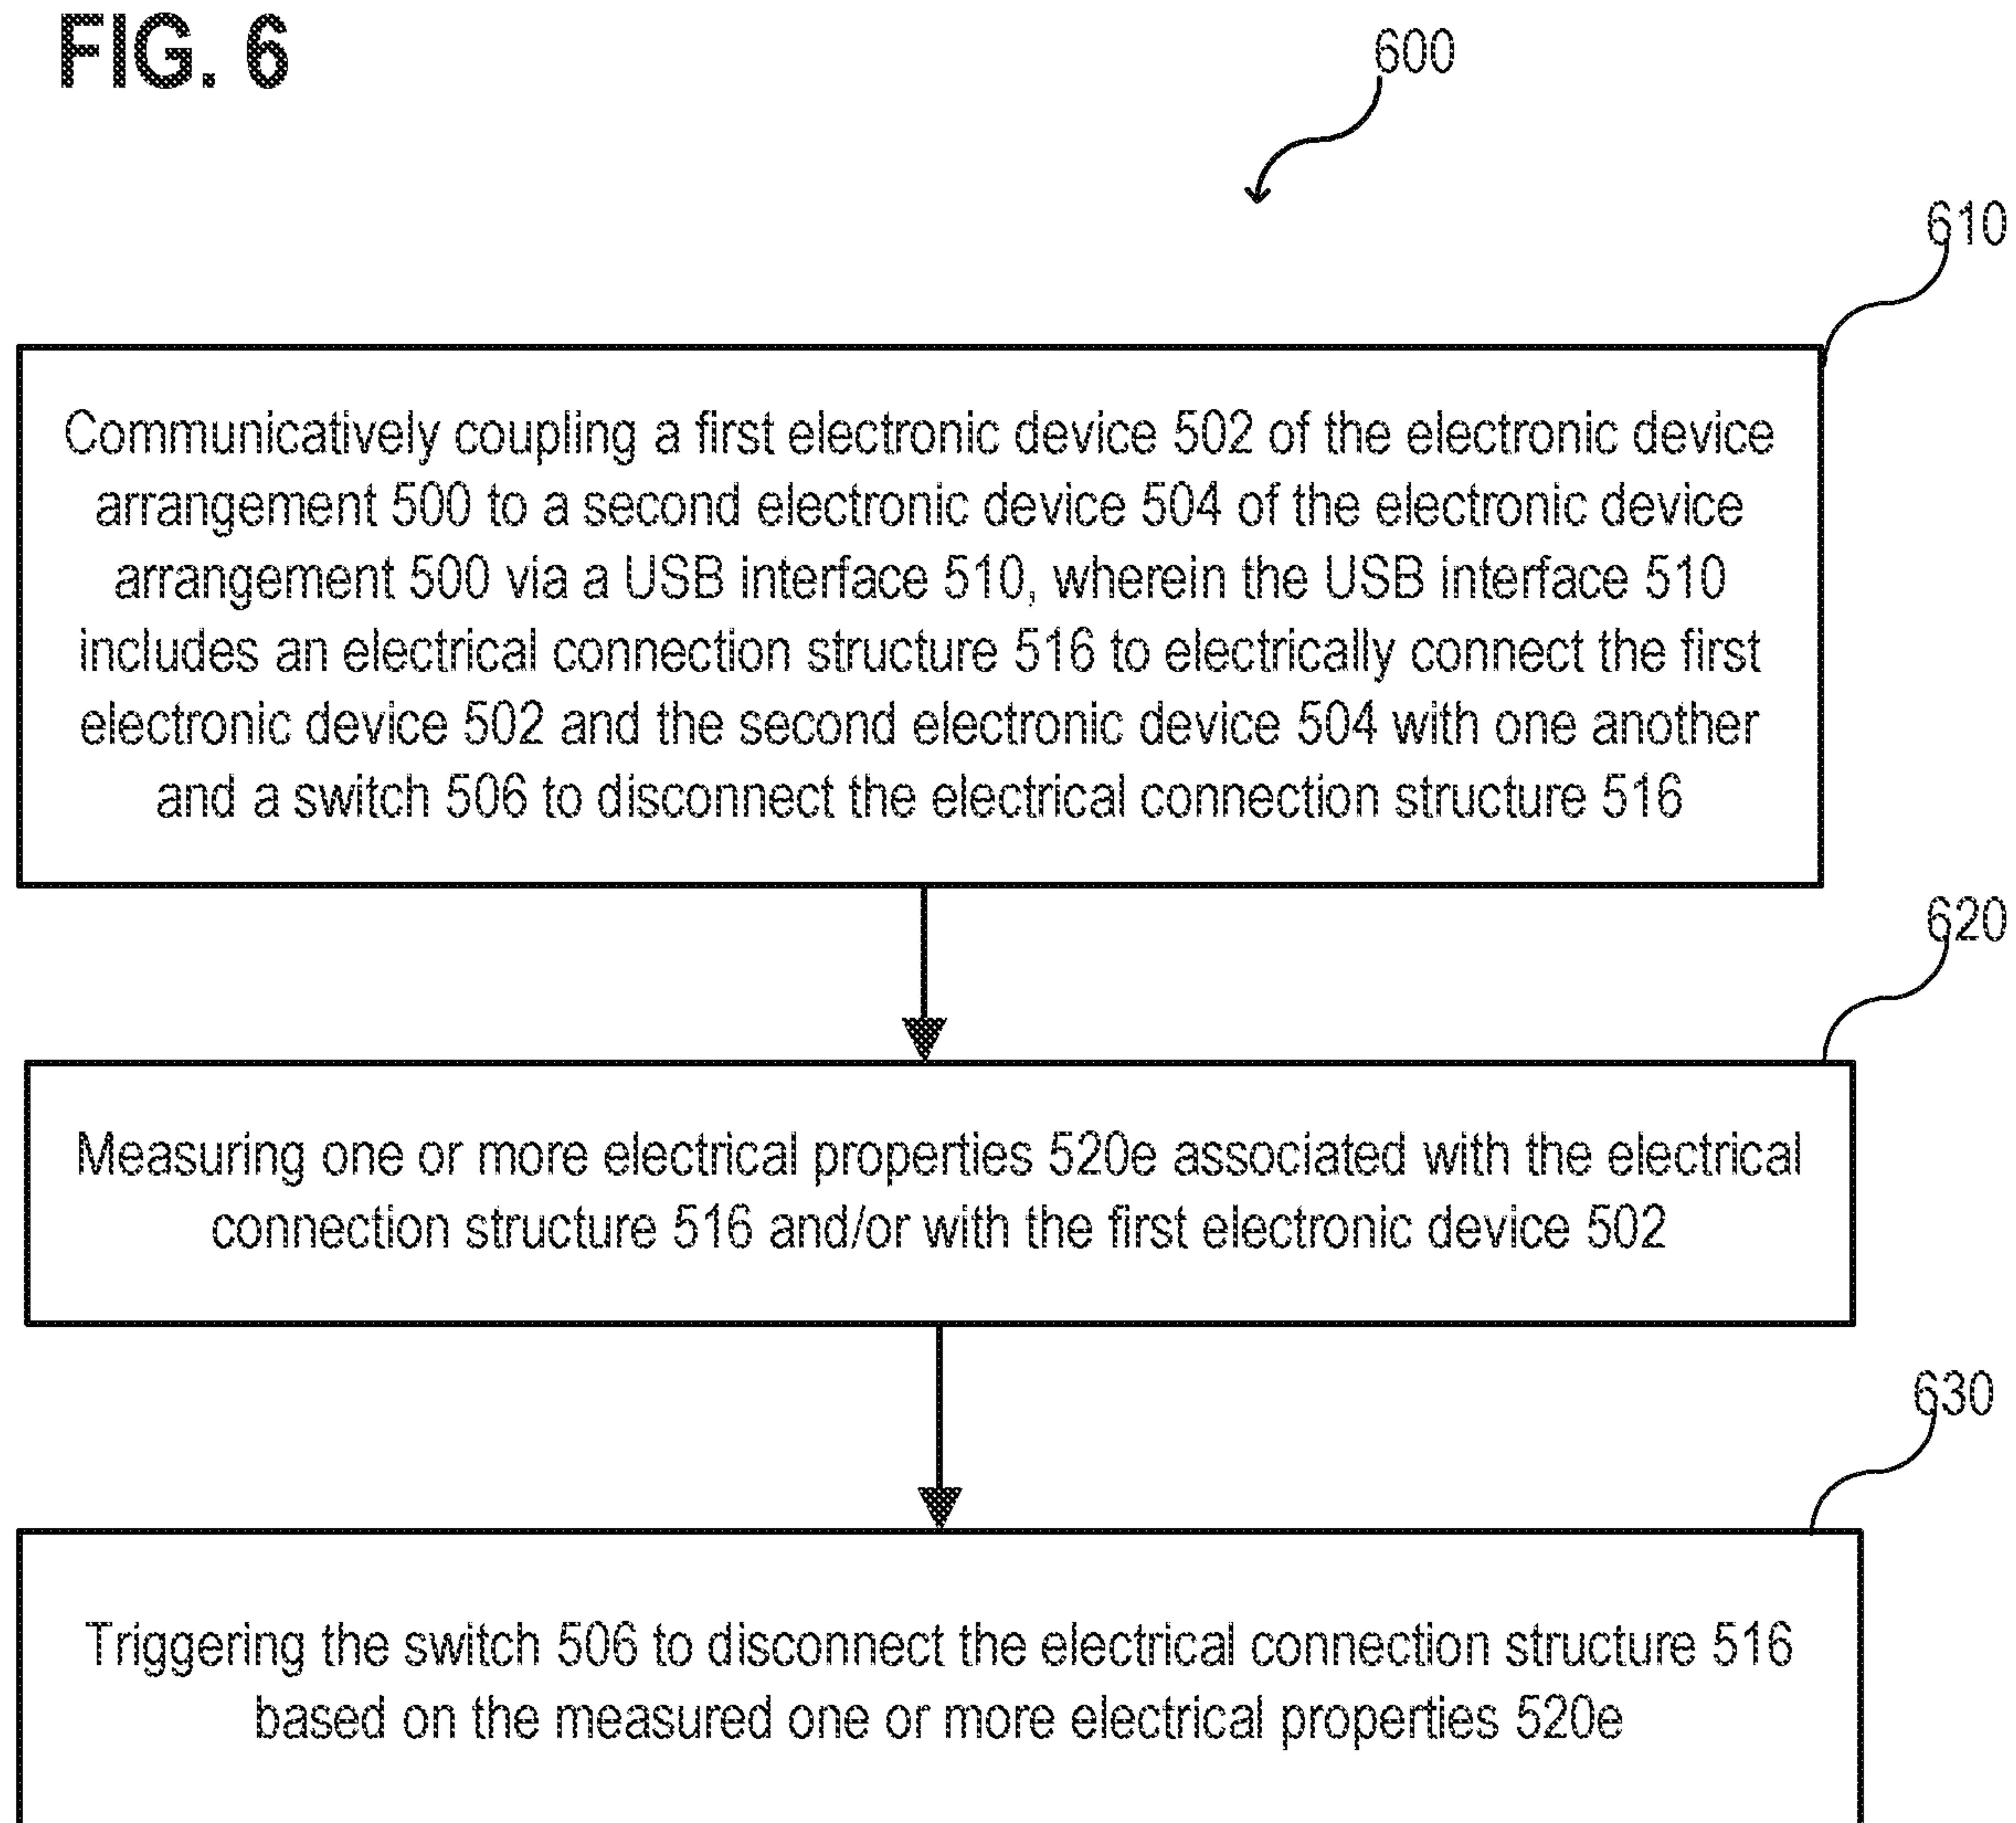 FIG. 6
600
610
Communicatively coupling a first electronic device 502 of the electronic device
arrangement 500 to a second electronic device 504 of the electronic device
arrangement 500 via a USB interface 510, wherein the USB interface 510
includes an electrical connection structure 516 to electrically connect the first
electronic device 502 and the second electronic device 504 with one another
and a switch 506 to disconnect the electrical connection structure 516
620
Measuring one or more electrical properties 520e associated with the electrical
connection structure 516 and/or with the first electronic device 502
630
Triggering the switch 506 to disconnect the electrical connection structure 516
based on the measured one or more electrical properties 520e